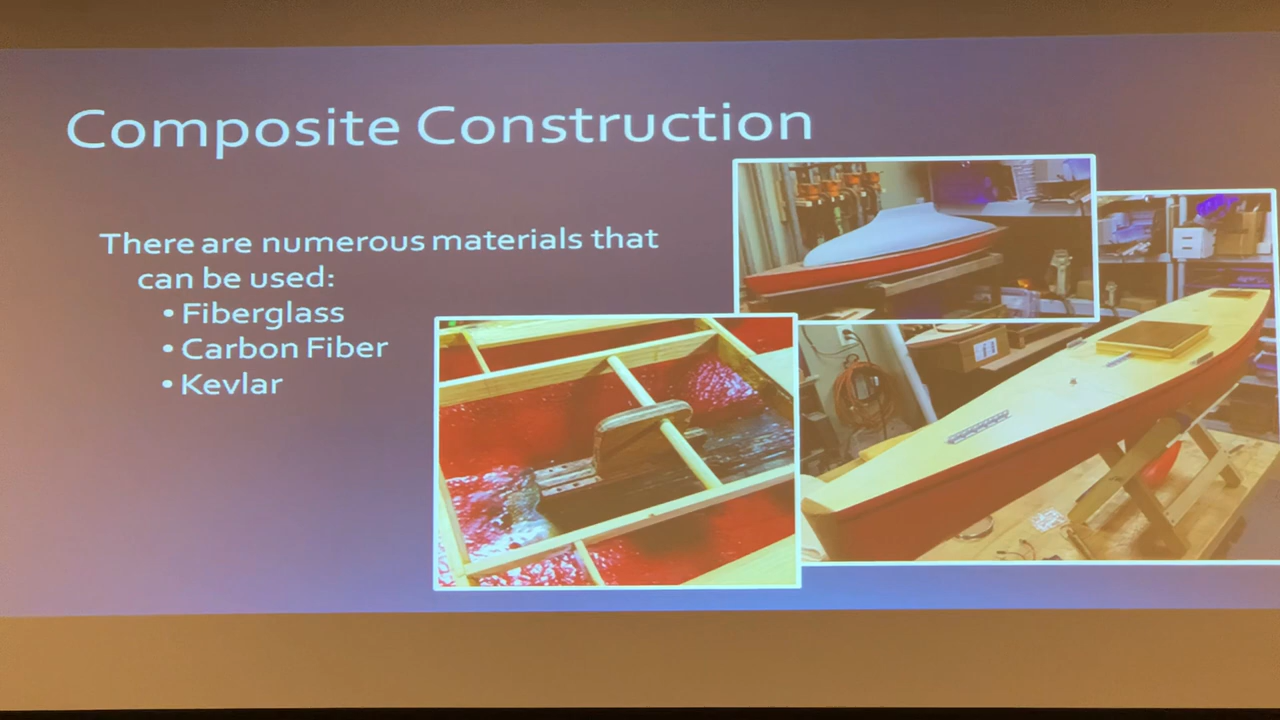 Composite Construction
There are numerous materials that
can be used:
• Fiberglass
• Carbon Fiber
• Kevlar